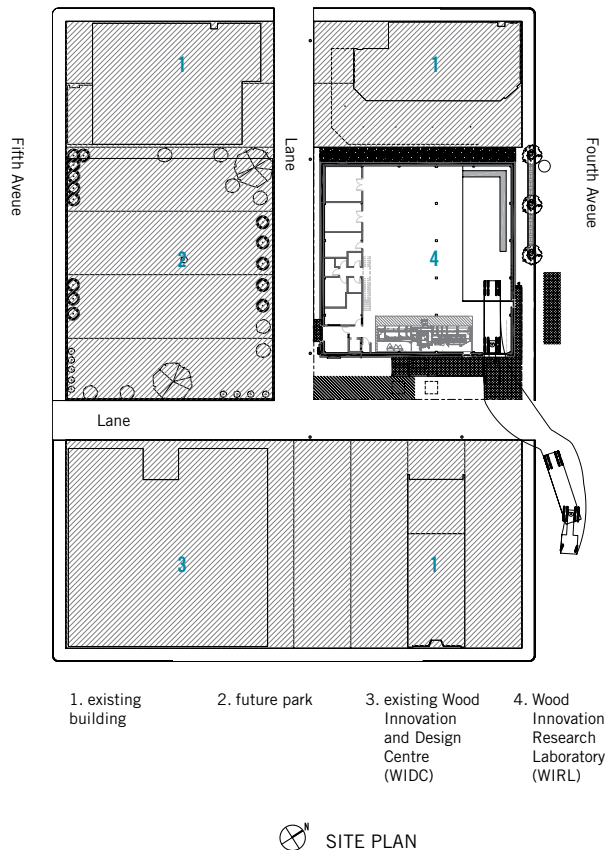 1
1
Fifth Aveue
Lane
Fourth Aveue
2
4
Lane
3
1
1. existing
building
2. future park
3. existing Wood
Innovation
and Design
Centre
(WIDC)
4. Wood
Innovation
Research
Laboratory
(WIRL)
N
SITE PLAN